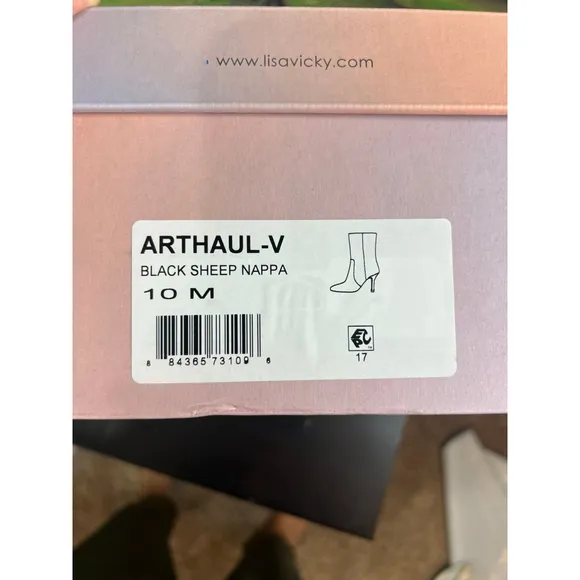 www.lisavicky.com
ARTHAUL-V
BLACK SHEEP NAPPA
10 M
8 84365 73109 6
17